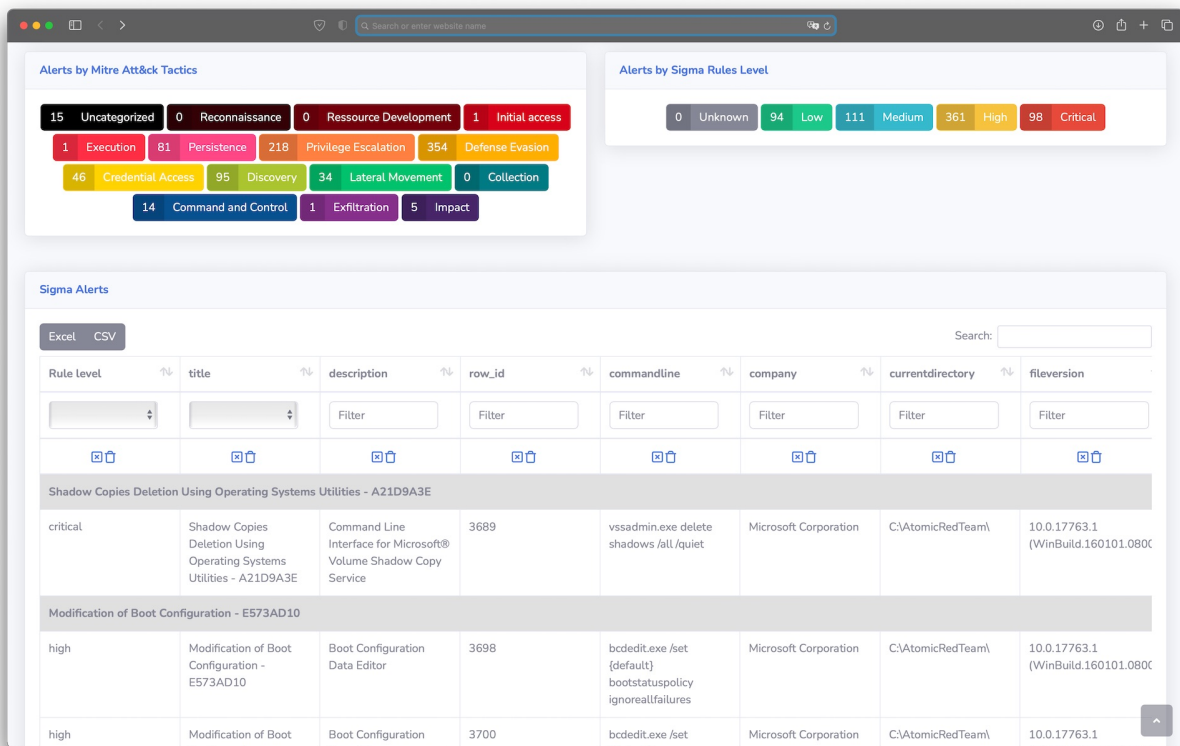 Search or enter website name
Alerts by Mitre Att&ck Tactics
Alerts by Sigma Rules Level
15 Uncategorized 0 Reconnaissance 0 Ressource Development 1 Initial access
1 Execution 81 Persistence 218 Privilege Escalation 354 Defense Evasion
46 Credential Access 95 Discovery 34 Lateral Movement 0 Collection
14 Command and Control 1 Exfiltration 5 Impact
0 Unknown 94 Low 111 Medium 361 High 98 Critical
Sigma Alerts
Excel CSV
Search:
Rule level title description row_id commandline company currentdirectory fileversion
Filter Filter Filter Filter Filter Filter
Shadow Copies Deletion Using Operating Systems Utilities - A21D9A3E
critical
Shadow Copies
Deletion Using
Operating Systems
Utilities - A21D9A3E
Command Line
Interface for Microsoft®
Volume Shadow Copy
Service
3689
vssadmin.exe delete
shadows /all /quiet
Microsoft Corporation
C:\AtomicRedTeam\
10.0.17763.1
(WinBuild.160101.0800
Modification of Boot Configuration - E573AD10
high
Modification of Boot
Configuration -
E573AD10
Boot Configuration
Data Editor
3698
bcdedit.exe /set
{default}
bootstatuspolicy
ignoreallfailures
Microsoft Corporation
C:\AtomicRedTeam\
10.0.17763.1
(WinBuild.160101.0800
high
Modification of Boot
Boot Configuration
3700
bcdedit.exe /set
Microsoft Corporation
C:\AtomicRedTeam\
10.0.17763.1